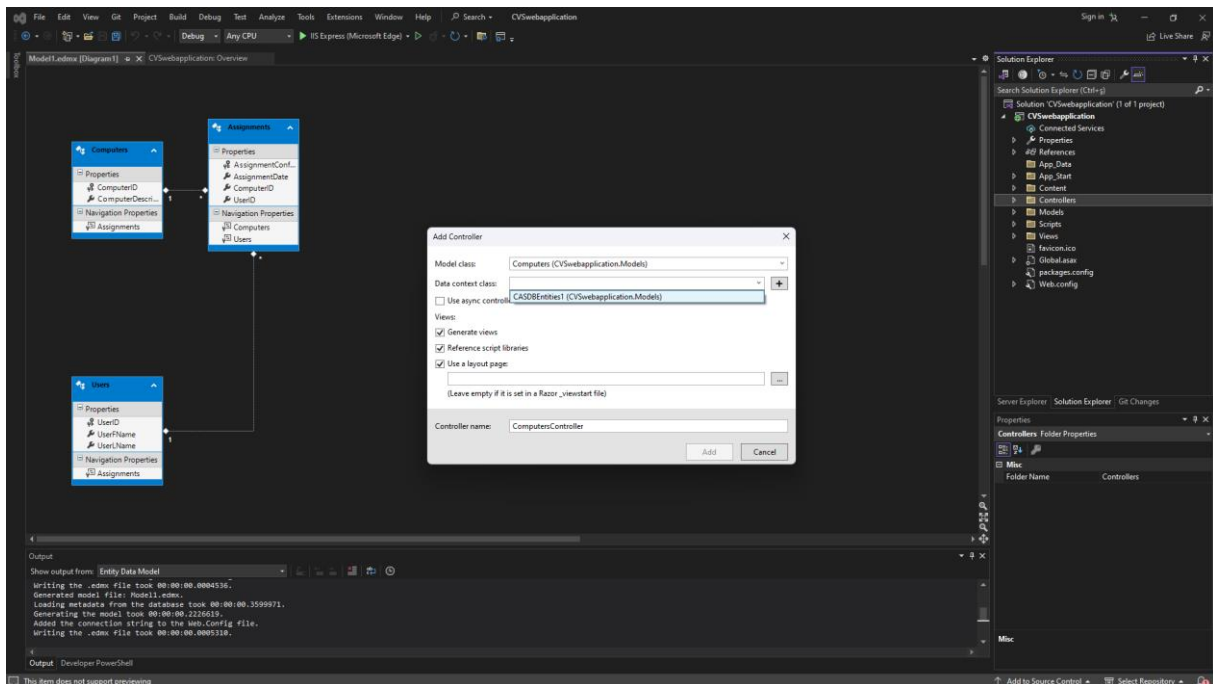 File Edit View Git Project Build Debug Test Analyze Tools Extensions Window Help Search CVSwebapplication Sign in
Debug Any CPU IIS Express (Microsoft Edge) Live Share
Toolbox
Model1.edmx [Diagram1] CVSwebapplication: Overview
Computers
Properties
ComputerID
ComputerDescri...
Navigation Properties
Assignments
1
*
Assignments
Properties
AssignmentConf...
AssignmentDate
ComputerID
UserID
Navigation Properties
Computers
Users
*
Users
Properties
UserID
UserFName
UserLName
Navigation Properties
Assignments
1
Add Controller
Model class: Computers (CVSwebapplication.Models)
Data context class:
CASDBEntities1 (CVSwebapplication.Models)
Use async controll
Views:
Generate views
Reference script libraries
Use a layout page:
...
(Leave empty if it is set in a Razor _viewstart file)
Controller name: ComputersController
Add Cancel
Solution Explorer
Search Solution Explorer (Ctrl+ş)
Solution 'CVSwebapplication' (1 of 1 project)
CVSwebapplication
Connected Services
Properties
References
App_Data
App_Start
Content
Controllers
Models
Scripts
Views
favicon.ico
Global.asax
packages.config
Web.config
Server Explorer Solution Explorer Git Changes
Properties
Controllers Folder Properties
Misc
Folder Name Controllers
Misc
Output
Show output from: Entity Data Model
Writing the .edmx file took 00:00:00.0004536.
Generated model file: Model1.edmx.
Loading metadata from the database took 00:00:00.3599971.
Generating the model took 00:00:00.2226619.
Added the connection string to the Web.Config file.
Writing the .edmx file took 00:00:00.0005310.
Output Developer PowerShell
This item does not support previewing Add to Source Control Select Repository